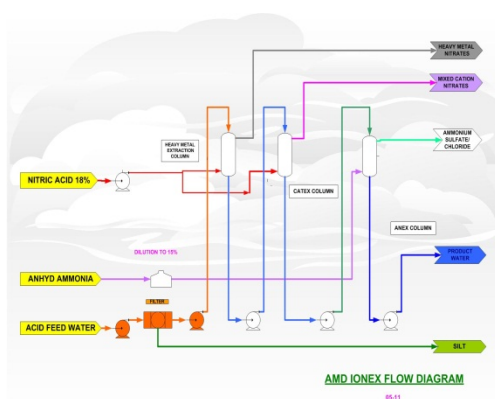 HEAVY METAL
NITRATES
MIXED CATION
NITRATES
HEAVY METAL
EXTRACTION
COLUMN
AMMONIUM
SULFATE/
CHLORIDE
NITRIC ACID 18%
CATEX COLUMN
ANEX COLUMN
DILUTION TO 15%
PRODUCT
WATER
ANHYD AMMONIA
FILTER
ACID FEED WATER
SILT
AMD IONEX FLOW DIAGRAM
05-11